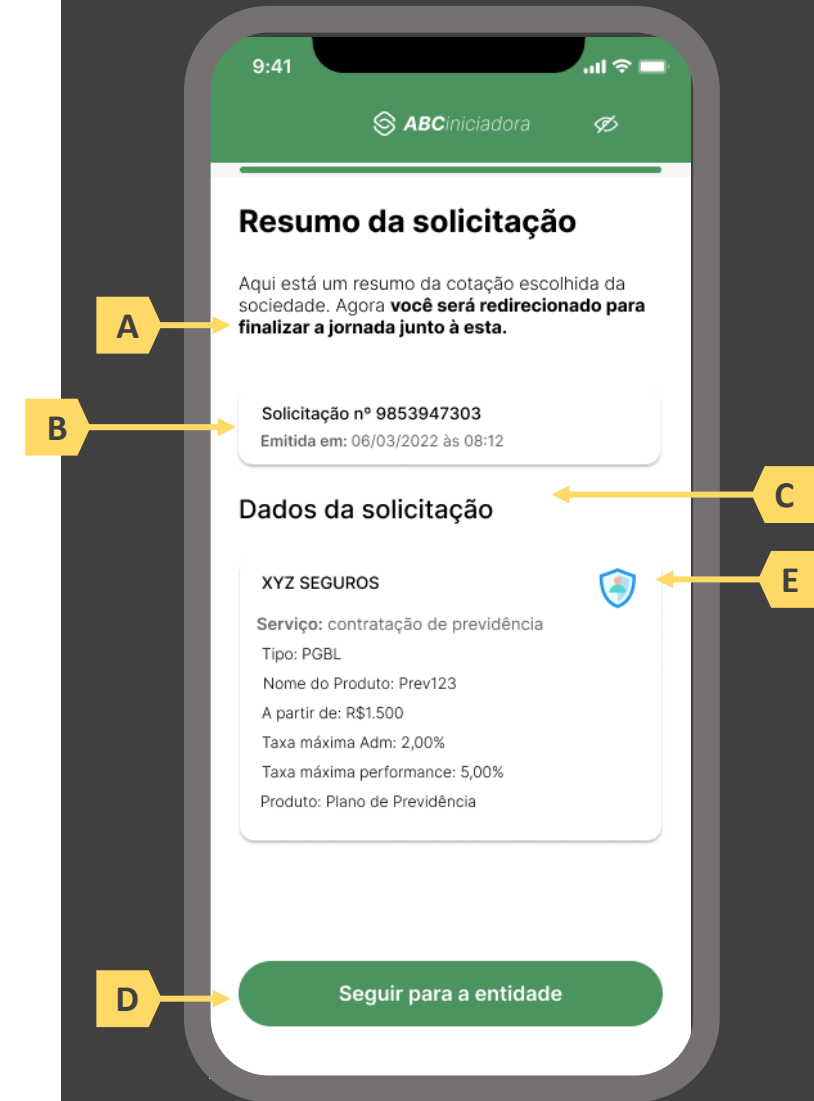 9:41
ABCiniciadora
Resumo da solicitação
Aqui está um resumo da cotação escolhida da
sociedade. Agora você será redirecionado para
finalizar a jornada junto à esta.
A
Solicitação nº 9853947303
Emitida em: 06/03/2022 às 08:12
B
C
Dados da solicitação
XYZ SEGUROS
E
Serviço: contratação de previdência
Tipo: PGBL
Nome do Produto: Prev123
A partir de: R$1.500
Taxa máxima Adm: 2,00%
Taxa máxima performance: 5,00%
Produto: Plano de Previdência
D
Seguir para a entidade